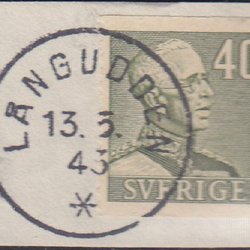 LÅNGUDDEN
13. 5.
43
*
40
SVERIGE